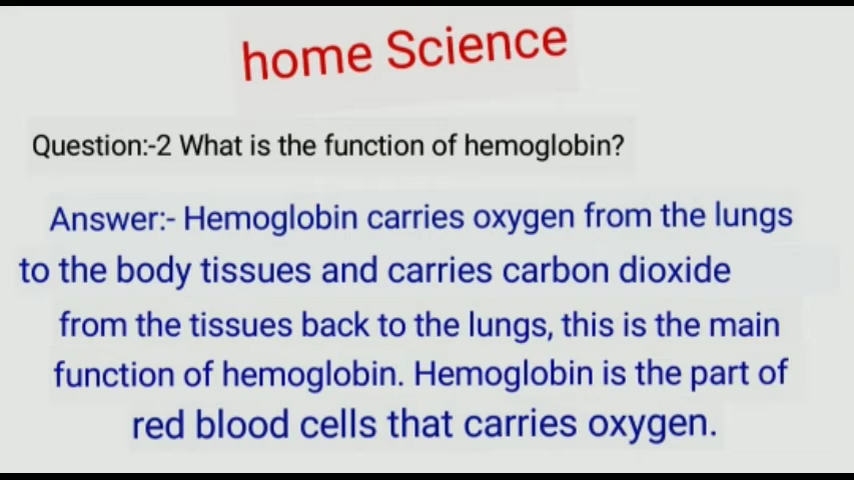 home Science
Question:-2 What is the function of hemoglobin?
Answer:- Hemoglobin carries oxygen from the lungs
to the body tissues and carries carbon dioxide
from the tissues back to the lungs, this is the main
function of hemoglobin. Hemoglobin is the part of
red blood cells that carries oxygen.